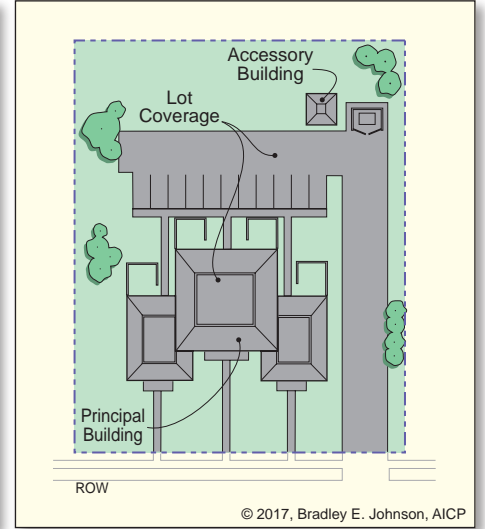 Accessory
Building
Lot
Coverage
Principal
Building
ROW
© 2017, Bradley E. Johnson, AICP